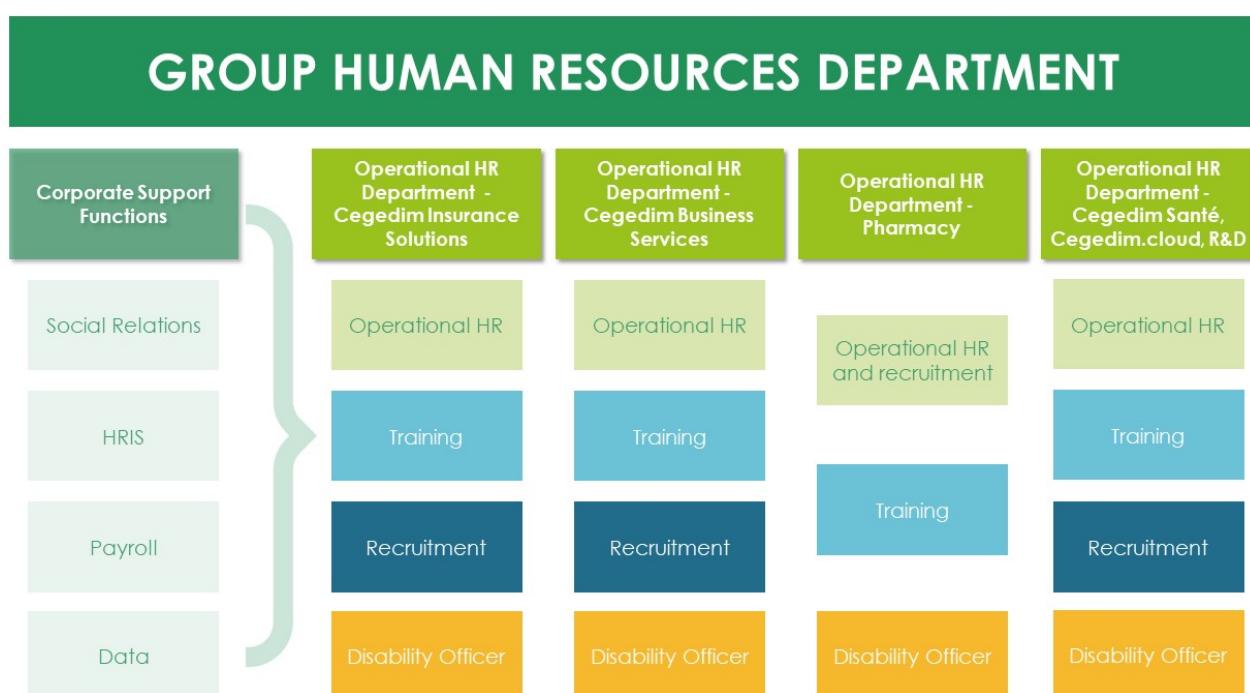 GROUP HUMAN RESOURCES DEPARTMENT
Corporate Support
Functions
Social Relations
HRIS
Payroll
Data
Operational HR
Department -
Cegedim Insurance
Solutions
Operational HR
Training
Recruitment
Disability Officer
Operational HR
Department -
Cegedim Business
Services
Operational HR
Training
Recruitment
Disability Officer
Operational HR
Department -
Pharmacy
Operational HR
and recruitment
Training
Disability Officer
Operational HR
Department -
Cegedim Santé,
Cegedim.cloud, R&D
Operational HR
Training
Recruitment
Disability Officer